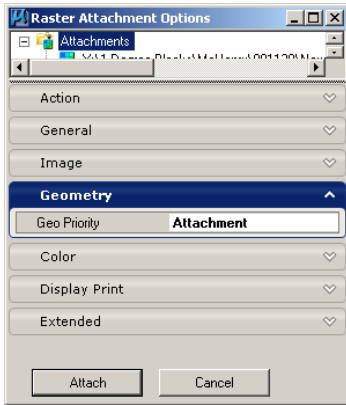 Raster Attachment Options
Attachments
Action
General
Image
Geometry
Geo Priority Attachment
Color
Display Print
Extended
Attach Cancel